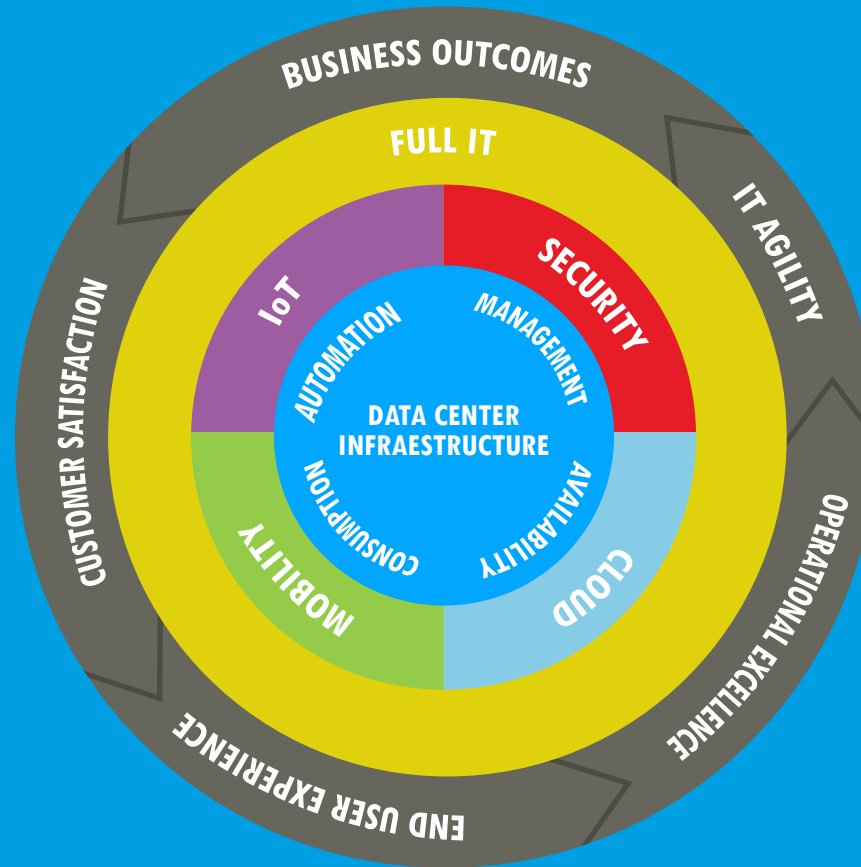 BUSINESS OUTCOMES
IT AGILITY
OPERATIONAL EXCELLENCE
END USER EXPERIENCE
CUSTOMER SATISFACTION
FULL IT
IoT
SECURITY
CLOUD
MOBILITY
AUTOMATION
MANAGEMENT
AVAILABILITY
CONSUMPTION
DATA CENTER
INFRAESTRUCTURE